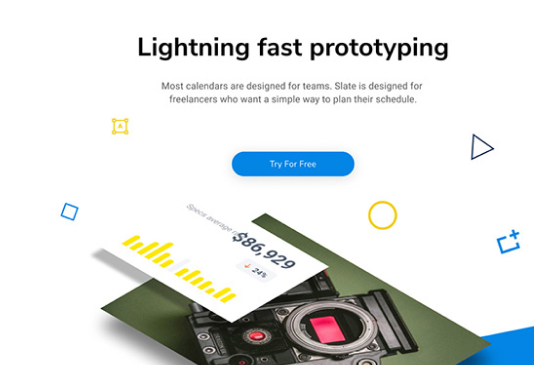 Lightning fast prototyping
Most calendars are designed for teams. Slate is designed for
freelancers who want a simple way to plan their schedule.
A
Try For Free
Specs average
$86,929
24%